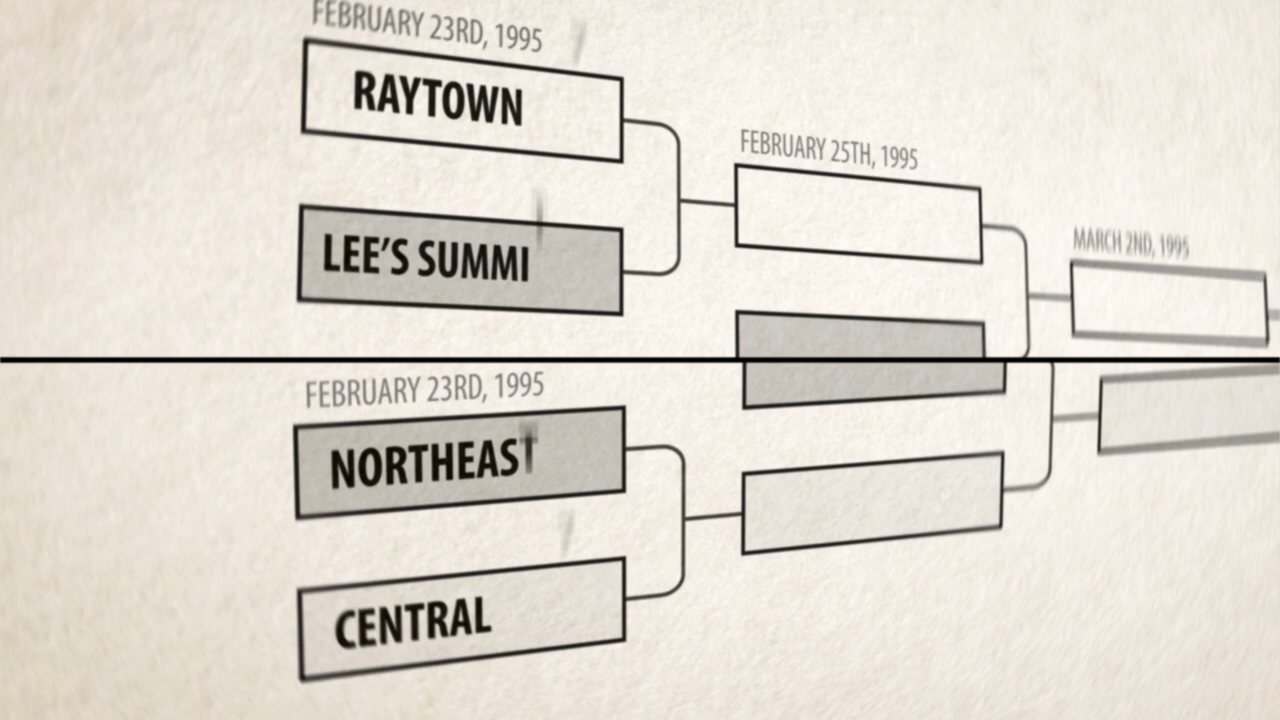 FEBRUARY 23RD, 1995
RAYTOWN
LEE'S SUMMI
FEBRUARY 25TH, 1995
MARCH 2ND, 1995
FEBRUARY 23RD, 1995
NORTHEAST
CENTRAL